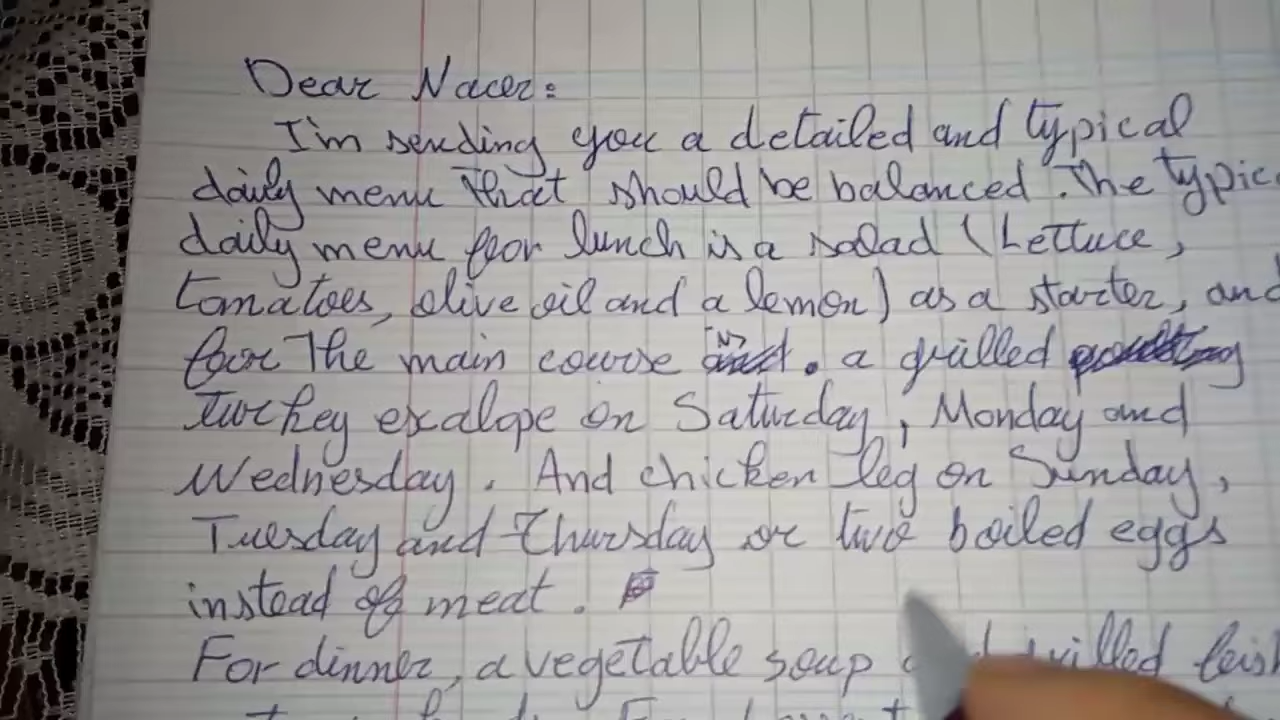 Dear Nacer:
I'm sending you a detailed and typical
daily menu that should be balanced. The typic
daily menu for lunch is a salad (Lettuce,
tomatoes, olive oil and a lemon) as a starter, and
for the main course is . a grilled
turkey exalope on Saturday, Monday and
Wednesday. And chicken leg on Sunday,
Tuesday and Thursday or two boiled eggs
instead of meat.
For dinner, a vegetable soup grilled